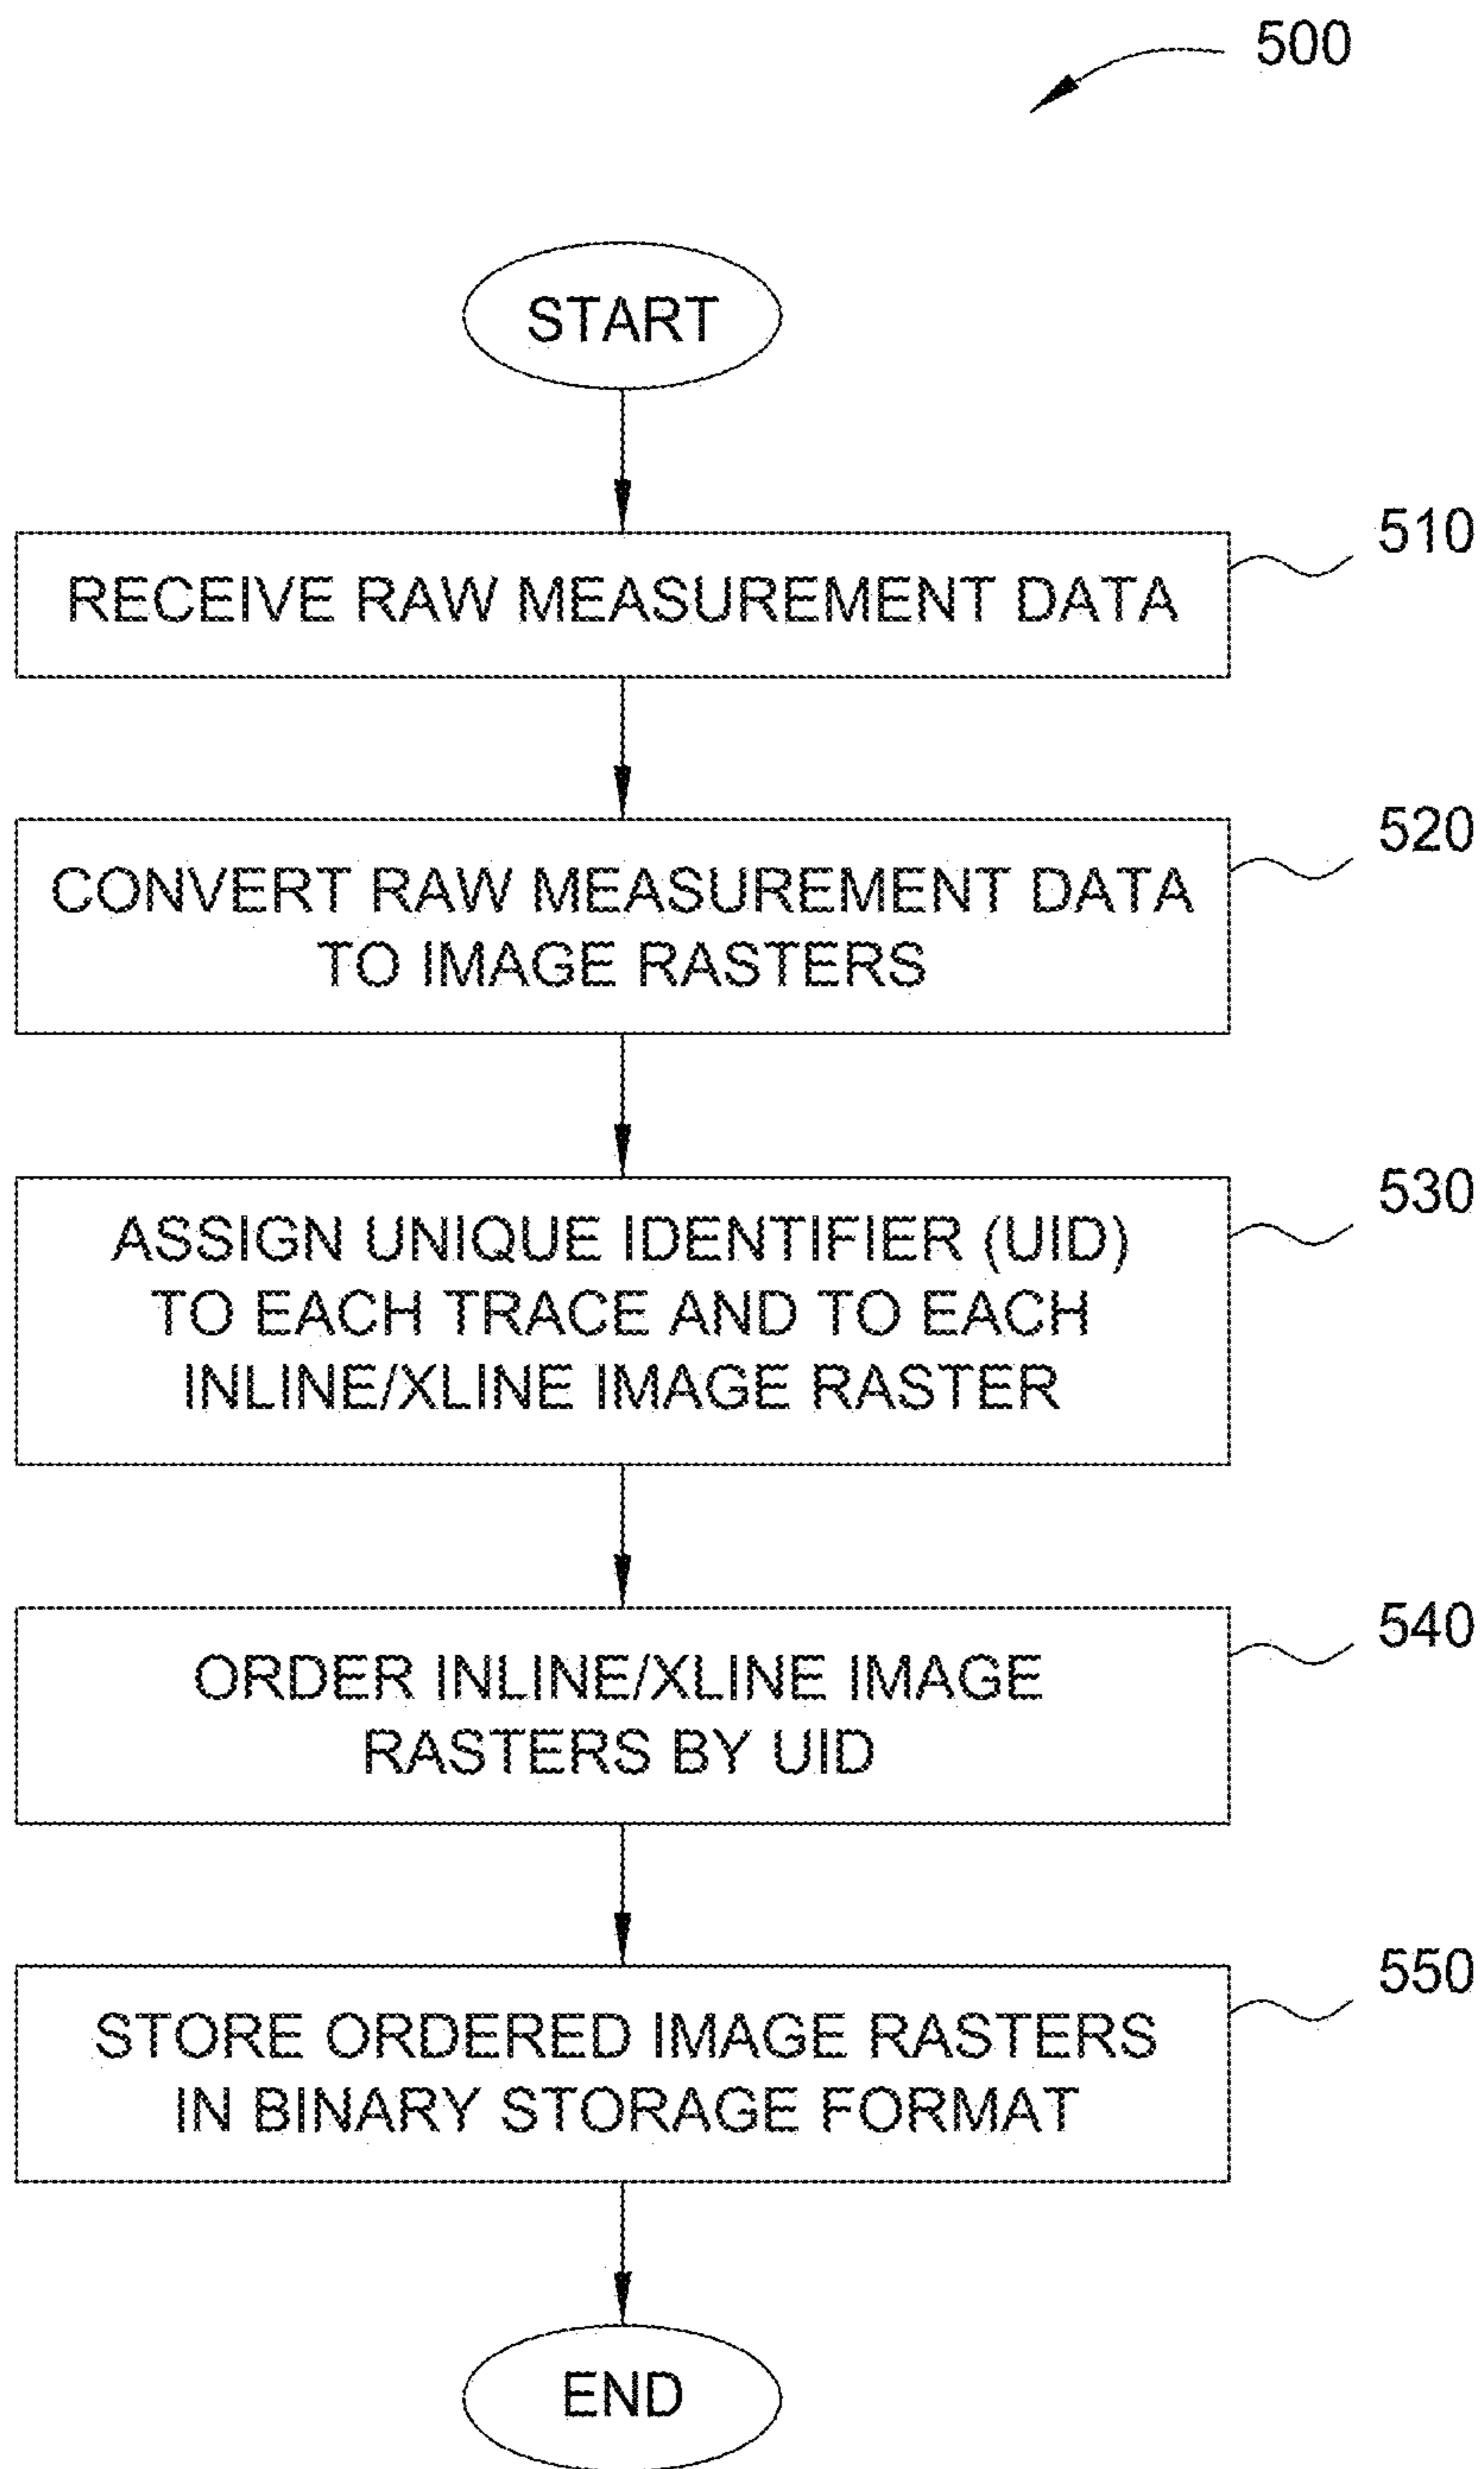 500
START
510
RECEIVE RAW MEASUREMENT DATA
520
CONVERT RAW MEASUREMENT DATA
TO IMAGE RASTERS
530
ASSIGN UNIQUE IDENTIFIER (UID)
TO EACH TRACE AND TO EACH
INLINE/XLINE IMAGE RASTER
540
ORDER INLINE/XLINE IMAGE
RASTERS BY UID
550
STORE ORDERED IMAGE RASTERS
IN BINARY STORAGE FORMAT
END